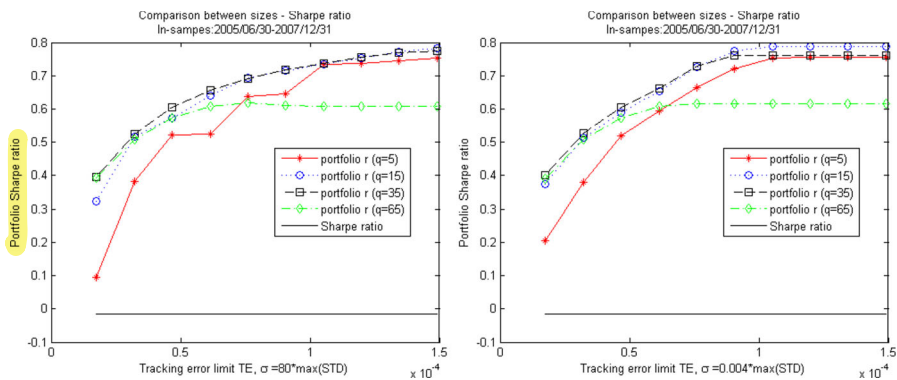 Comparison between sizes - Sharpe ratio
In-sampes:2005/06/30-2007/12/31
Portfolio Sharpe ratio
0.8
0.7
0.6
0.5
0.4
0.3
0.2
0.1
0
-0.1
portfolio r (q=5)
portfolio r (q=15)
portfolio r (q=35)
portfolio r (q=65)
Sharpe ratio
0 0.5 1 1.5
Tracking error limit TE, σ =80*max(STD)
x 10⁻⁴
Comparison between sizes - Sharpe ratio
In-sampes:2005/06/30-2007/12/31
Portfolio Sharpe ratio
0.8
0.7
0.6
0.5
0.4
0.3
0.2
0.1
0
-0.1
portfolio r (q=5)
portfolio r (q=15)
portfolio r (q=35)
portfolio r (q=65)
Sharpe ratio
0 0.5 1 1.5
Tracking error limit TE, σ =0.004*max(STD)
x 10⁻⁴